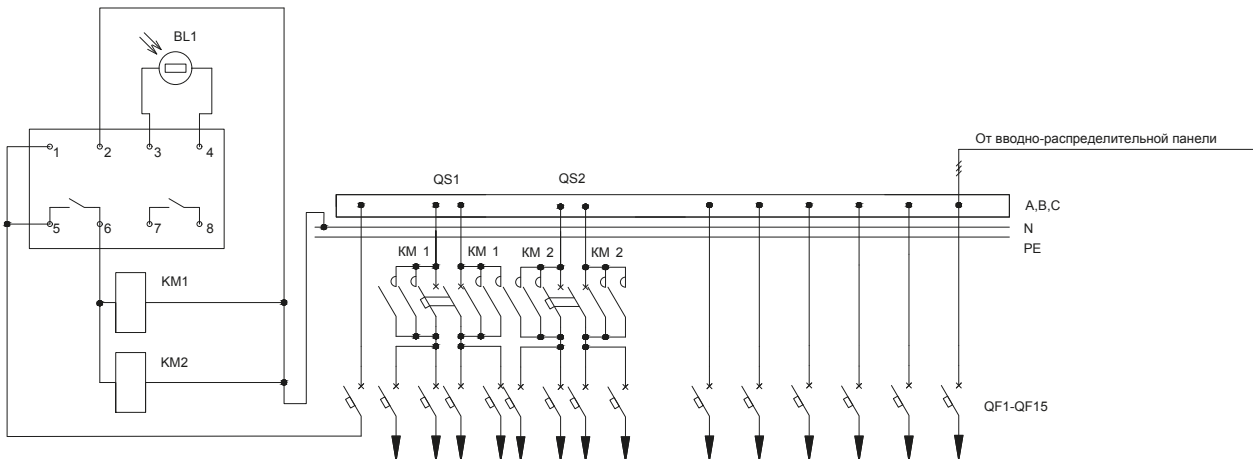 BL1
1 2 3 4
От вводно-распределительной панели
QS1 QS2
A,B,C
5 6 7 8
N
PE
KM 1 KM 1 KM 2 KM 2
KM1
KM2
QF1-QF15